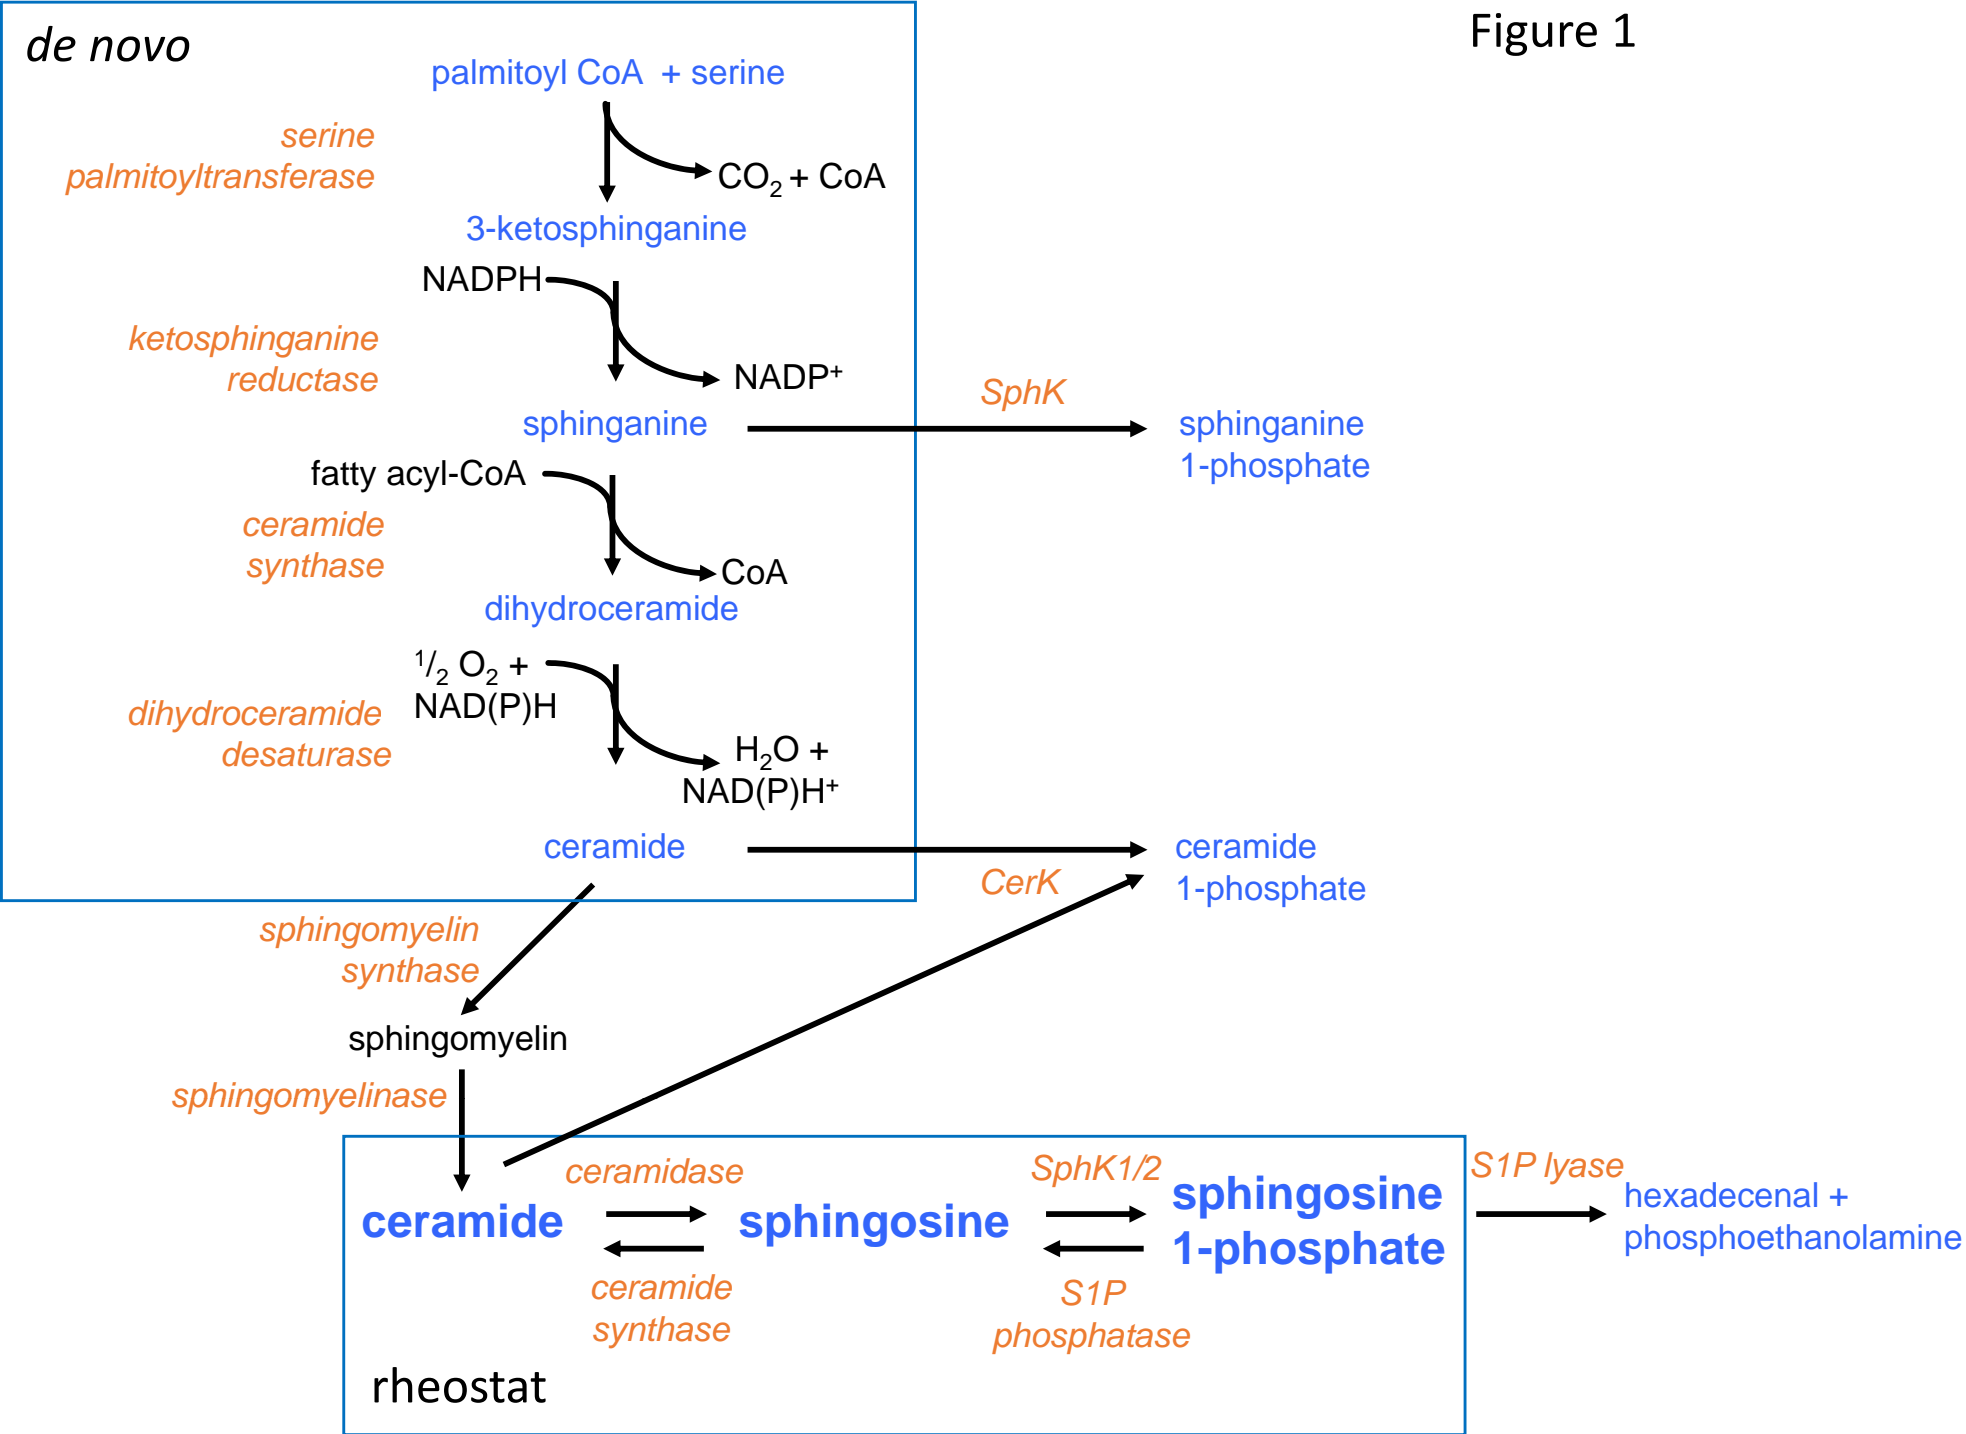 Figure 1
de novo
palmitoyl CoA + serine
serine
palmitoyltransferase
CO₂ + CoA
3-ketosphinganine
NADPH
ketosphinganine
reductase
NADP⁺
SphK
sphinganine
sphinganine
1-phosphate
fatty acyl-CoA
ceramide
synthase
CoA
dihydroceramide
¹/₂ O₂ +
NAD(P)H
dihydroceramide
desaturase
H₂O +
NAD(P)H⁺
ceramide
CerK
ceramide
1-phosphate
sphingomyelin
synthase
sphingomyelin
sphingomyelinase
ceramidase
SphK1/2
S1P lyase
ceramide
sphingosine
sphingosine
1-phosphate
hexadecenal +
phosphoethanolamine
ceramide
synthase
S1P
phosphatase
rheostat